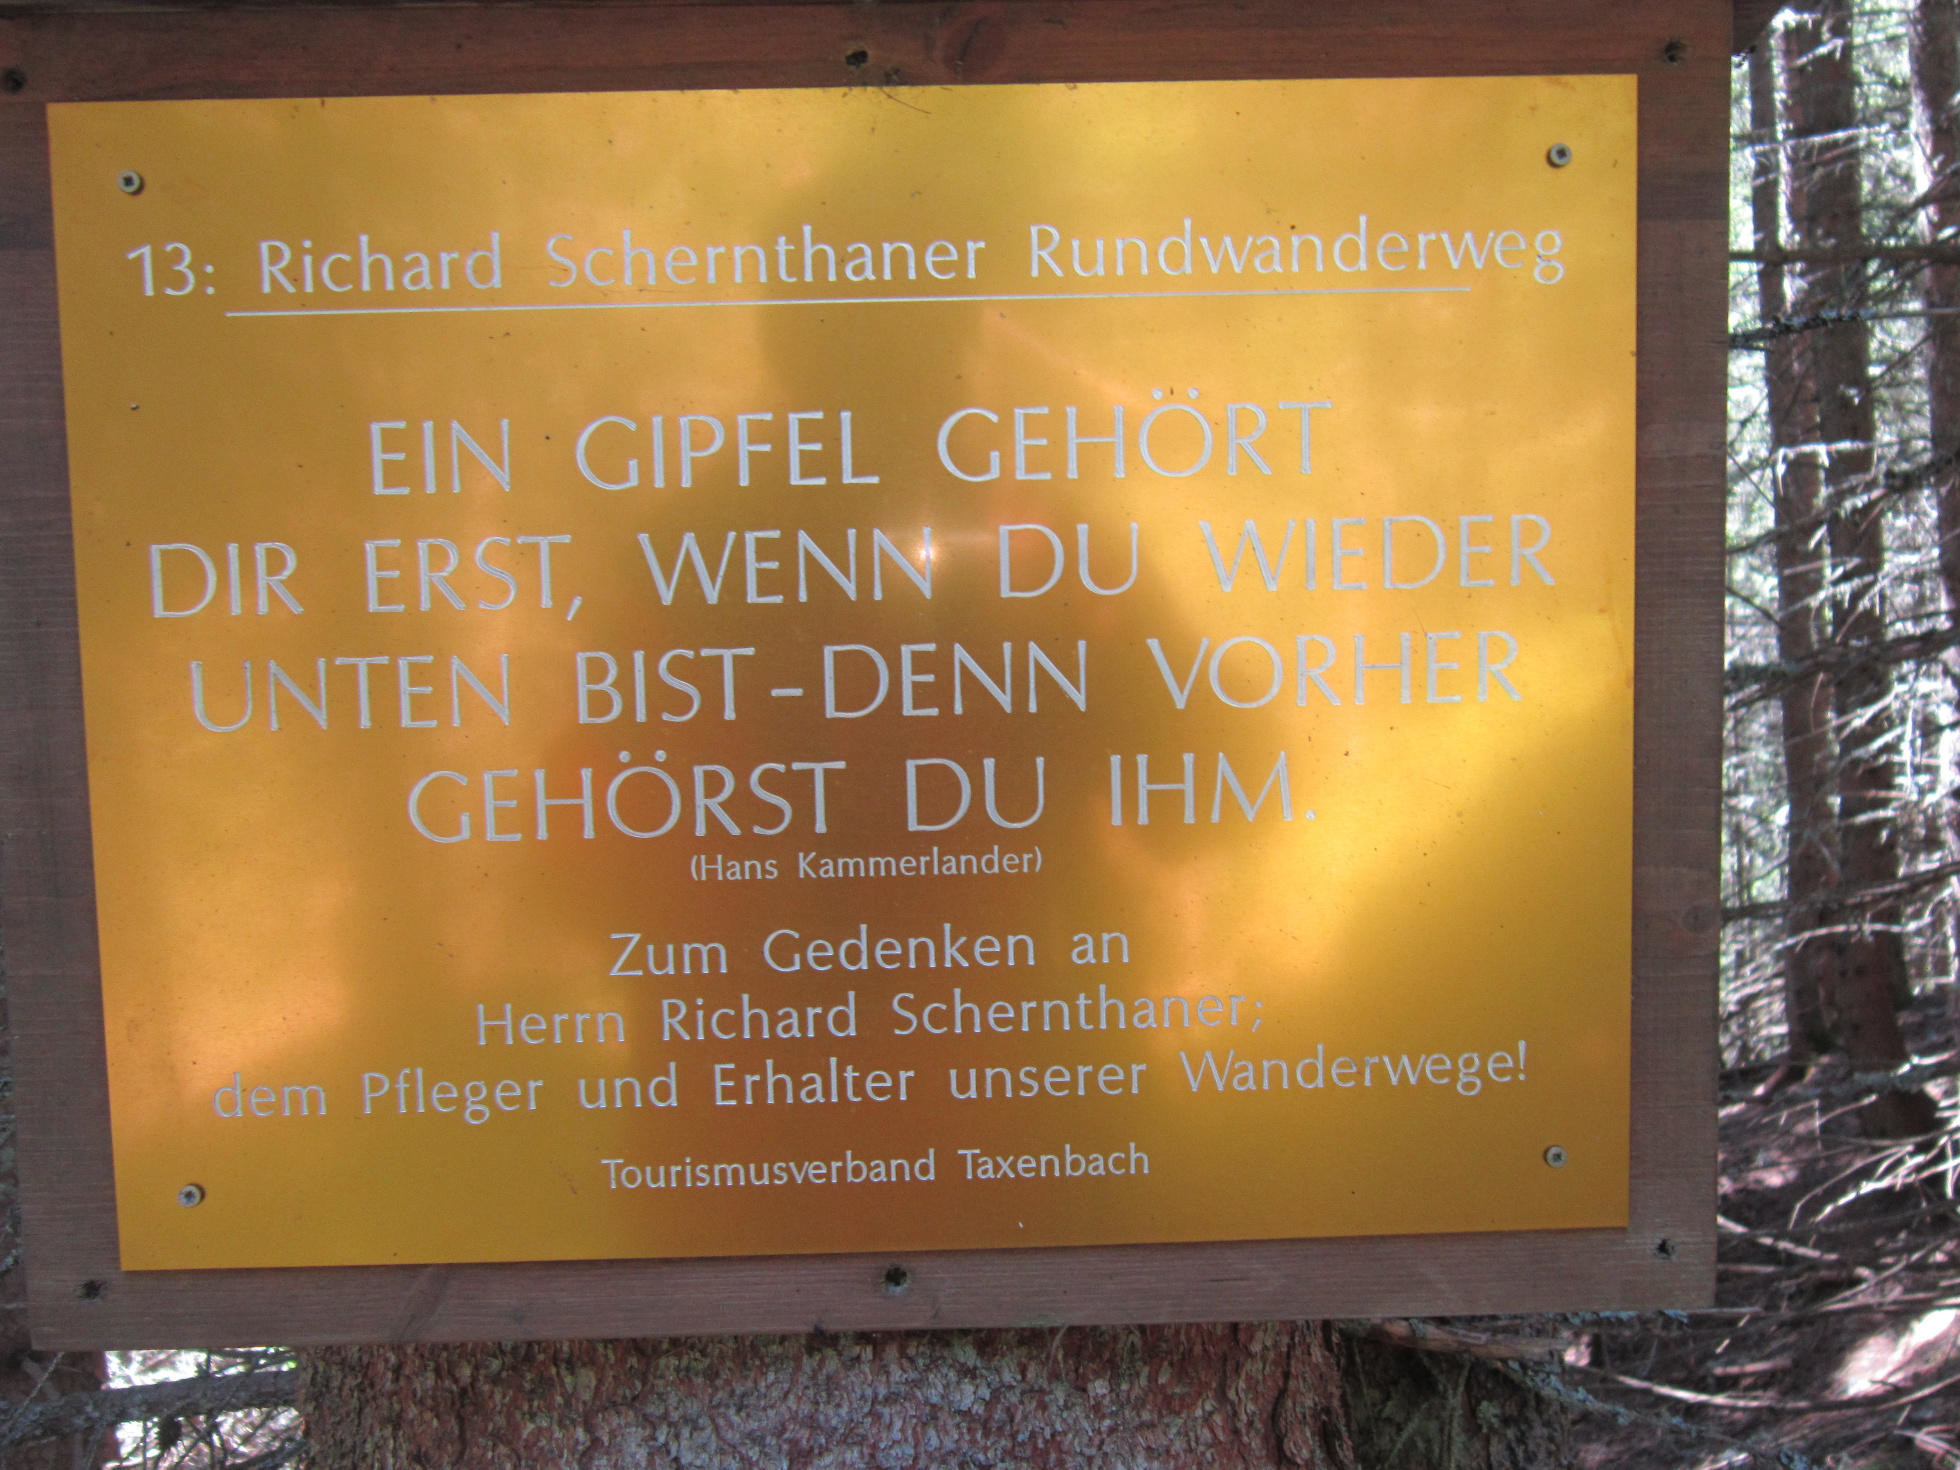 13: Richard Schernthaner Rundwanderweg
EIN GIPFEL GEHÖRT
DIR ERST, WENN DU WIEDER
UNTEN BIST-DENN VORHER
GEHÖRST DU IHM.
(Hans Kammerlander)
Zum Gedenken an
Herrn Richard Schernthaner;
dem Pfleger und Erhalter unserer Wanderwege!
Tourismusverband Taxenbach